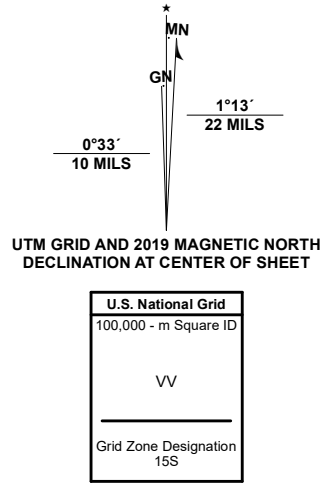 ★
MN
GN
1°13´
22 MILS
0°33´
10 MILS
UTM GRID AND 2019 MAGNETIC NORTH
DECLINATION AT CENTER OF SHEET
U.S. National Grid
100,000 - m Square ID
VV
Grid Zone Designation
15S